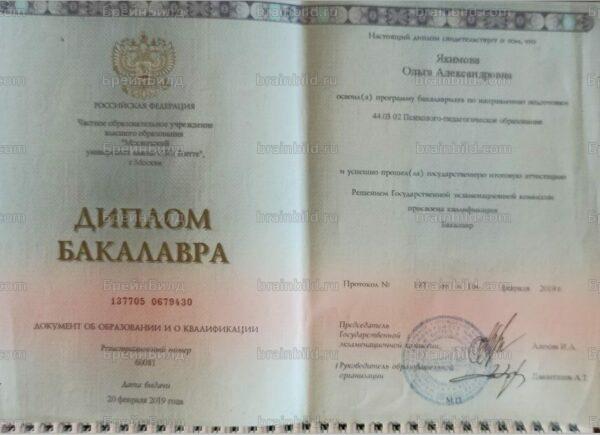 РОССИЙСКАЯ ФЕДЕРАЦИЯ
Частное образовательное учреждение
высшего образования
"Московский
университет
г. Москва
ДИПЛОМ
БАКАЛАВРА
137705 0679430
ДОКУМЕНТ ОБ ОБРАЗОВАНИИ И О КВАЛИФИКАЦИИ
Регистрационный номер
66081
Дата выдачи
20 февраля 2019 года
Настоящий диплом свидетельствует о том, что
Якимова
Ольга Александровна
освоил(а) программу бакалавриата по направлению подготовки
44.03.02 Психолого-педагогическое образование
и успешно прошел(ла) государственную итоговую аттестацию
Решением Государственной экзаменационной комиссии
присвоена квалификация
Бакалавр
Протокол № от февраля 2019 г.
Председатель
Государственной
экзаменационной комиссии
Руководитель образовательной
организации
М.П.
БрейнБилд
brainbild.ru